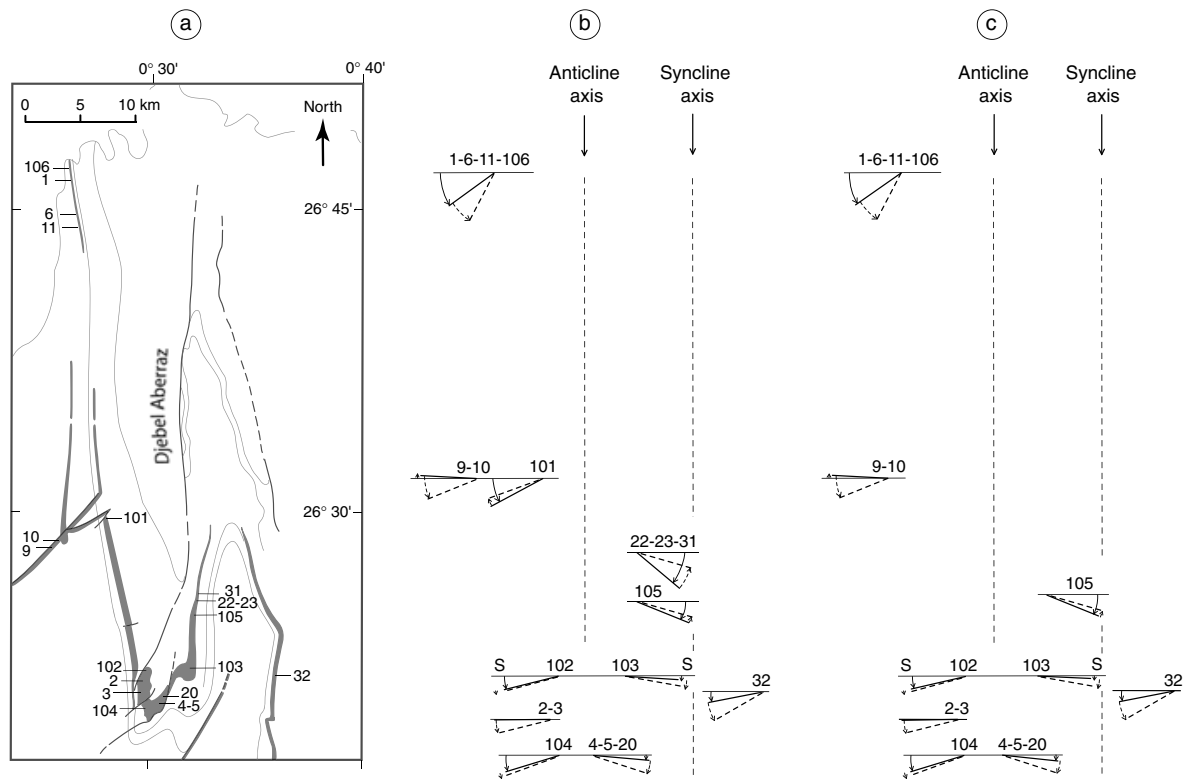 a
b
c
0° 30'
0° 40'
0 5 10 km
North
106
1
6
11
26° 45'
Djebel Aberraz
101
10
9
26° 30'
31
22-23
105
102
103
2
3
20
104
4-5
32
Anticline
axis
Syncline
axis
1-6-11-106
9-10 101
22-23-31
105
S 102 103 S
32
2-3
104 4-5-20
Anticline
axis
Syncline
axis
1-6-11-106
9-10
105
S 102 103 S
32
2-3
104 4-5-20